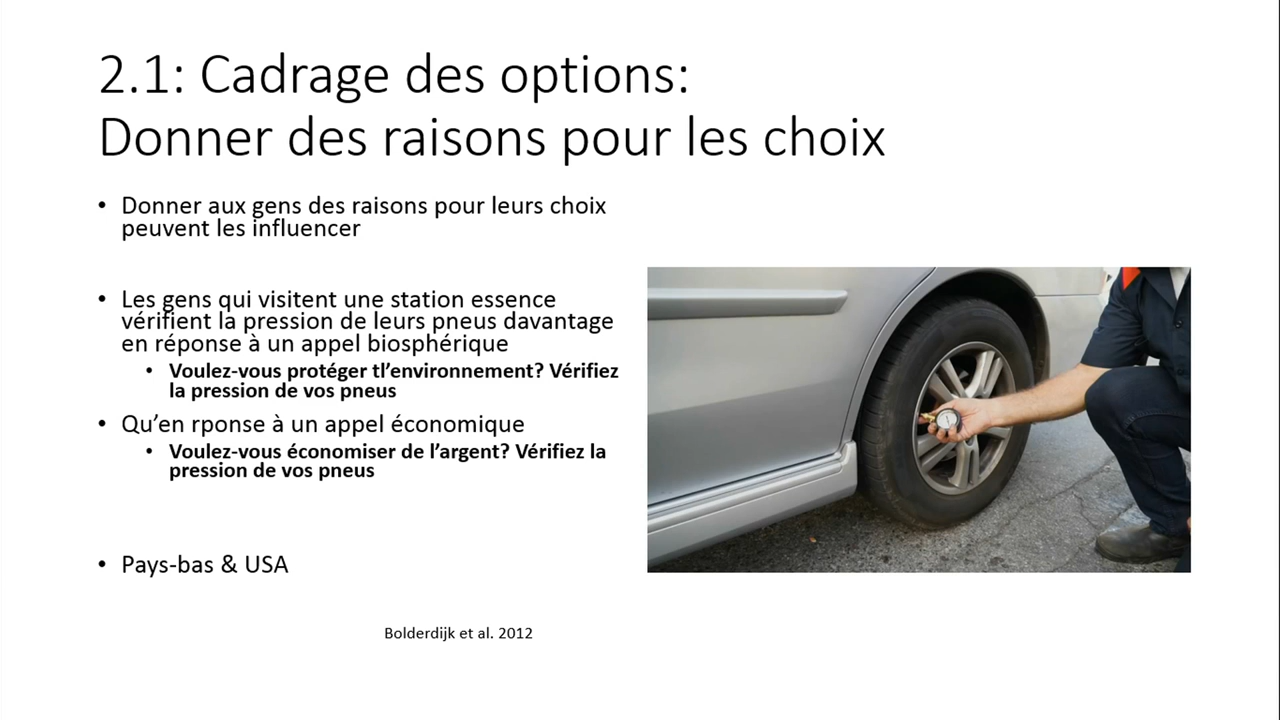 2.1: Cadrage des options:
Donner des raisons pour les choix
• Donner aux gens des raisons pour leurs choix
peuvent les influencer
• Les gens qui visitent une station essence
vérifient la pression de leurs pneus davantage
en réponse à un appel biosphérique
• Voulez-vous protéger tl’environnement? Vérifiez
la pression de vos pneus
• Qu’en rponse à un appel économique
• Voulez-vous économiser de l’argent? Vérifiez la
pression de vos pneus
• Pays-bas & USA
Bolderdijk et al. 2012